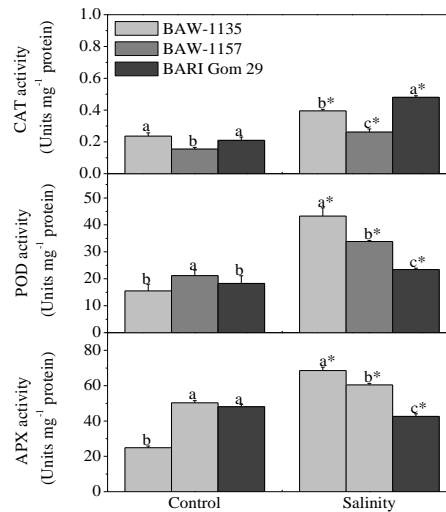 1.0
0.8
0.6
0.4
0.2
0.0
CAT activity
(Units mg⁻¹ protein)
BAW-1135
BAW-1157
BARI Gom 29
a
b
a
b*
c*
a*
50
40
30
20
10
0
POD activity
(Units mg⁻¹ protein)
b
a
b
a*
b*
c*
80
60
40
20
0
APX activity
(Units mg⁻¹ protein)
b
a
a
a*
b*
c*
Control
Salinity